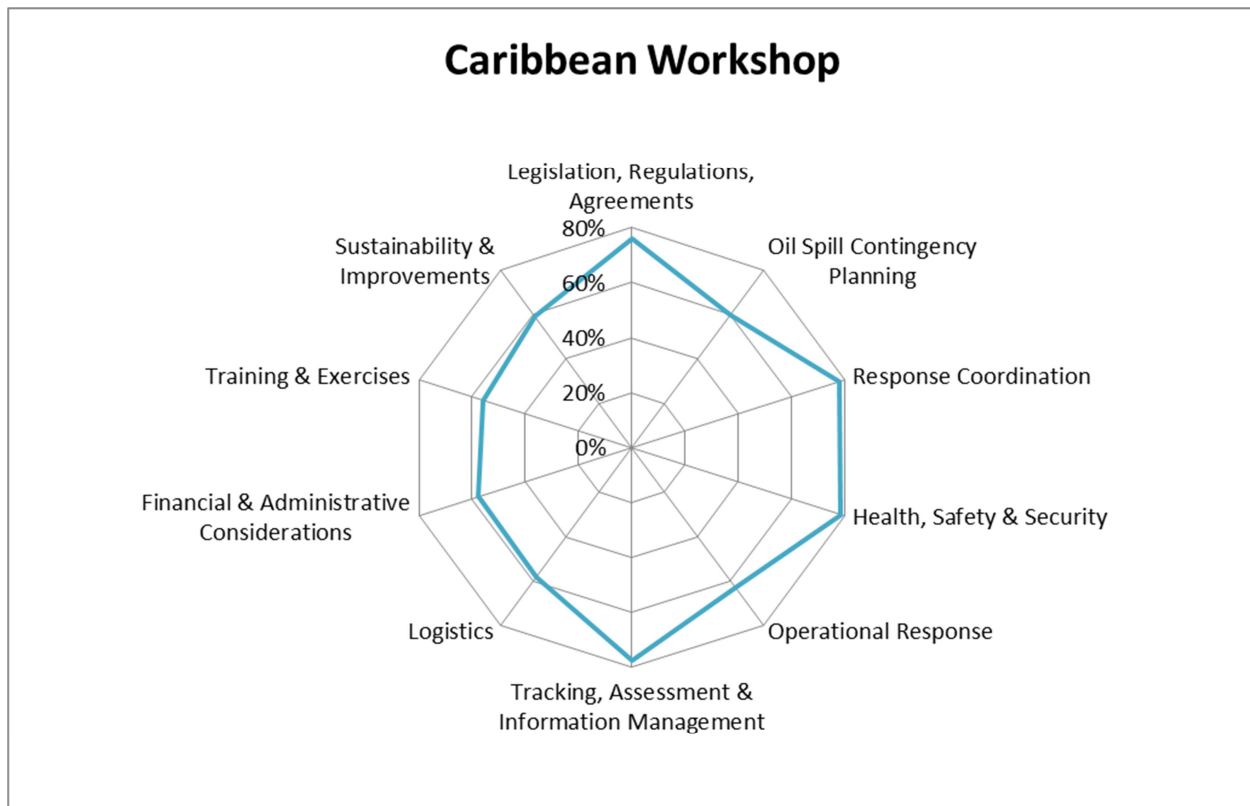 Caribbean Workshop
Legislation, Regulations,
Agreements
80%
60%
40%
20%
0%
Oil Spill Contingency
Planning
Response Coordination
Health, Safety & Security
Operational Response
Tracking, Assessment &
Information Management
Logistics
Financial & Administrative
Considerations
Training & Exercises
Sustainability &
Improvements